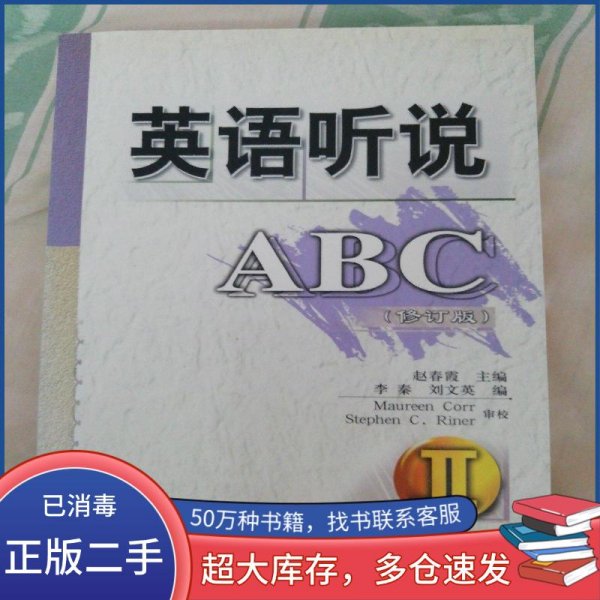 英语听说
ABC
(修订版)
赵春霞 主编
李秦 刘文英 编
Maureen Corr
Stephen C. Riner 审校
II
已消毒
正版二手
50万种书籍，找书联系客服
超大库存，多仓速发